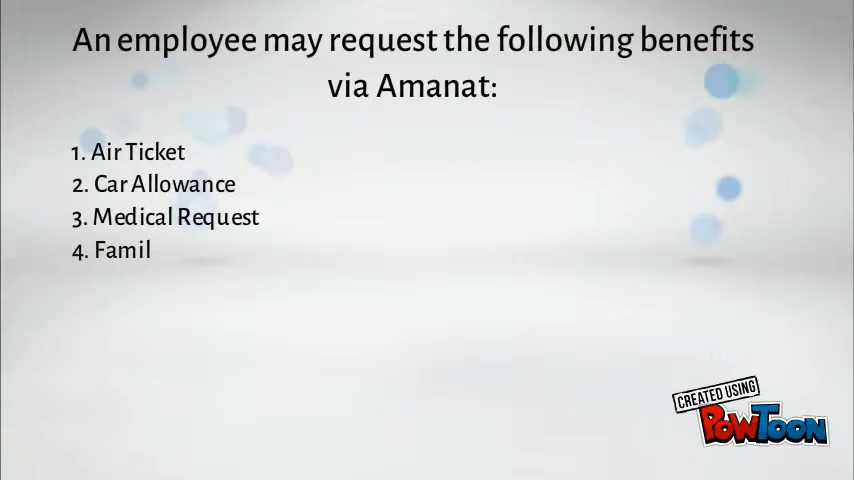 An employee may request the following benefits
via Amanat:
1. Air Ticket
2. Car Allowance
3. Medical Request
4. Famil
CREATED USING
POWTOON